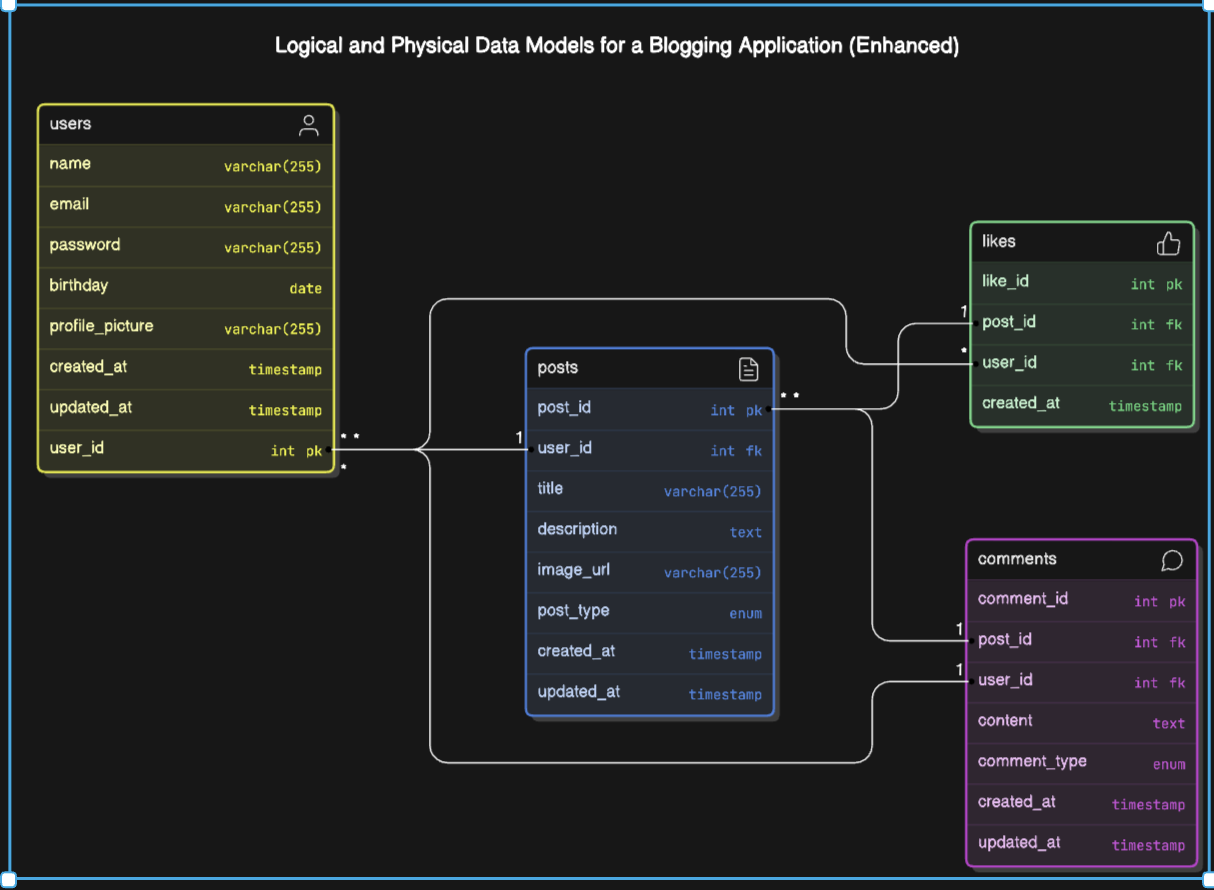 Logical and Physical Data Models for a Blogging Application (Enhanced)
users
name varchar(255)
email varchar(255)
password varchar(255)
birthday date
profile_picture varchar(255)
created_at timestamp
updated_at timestamp
user_id int pk
* *
*
1
posts
post_id int pk
* *
user_id int fk
title varchar(255)
description text
image_url varchar(255)
post_type enum
created_at timestamp
updated_at timestamp
likes
like_id int pk
1
post_id int fk
*
user_id int fk
created_at timestamp
comments
comment_id int pk
1
post_id int fk
1
user_id int fk
content text
comment_type enum
created_at timestamp
updated_at timestamp